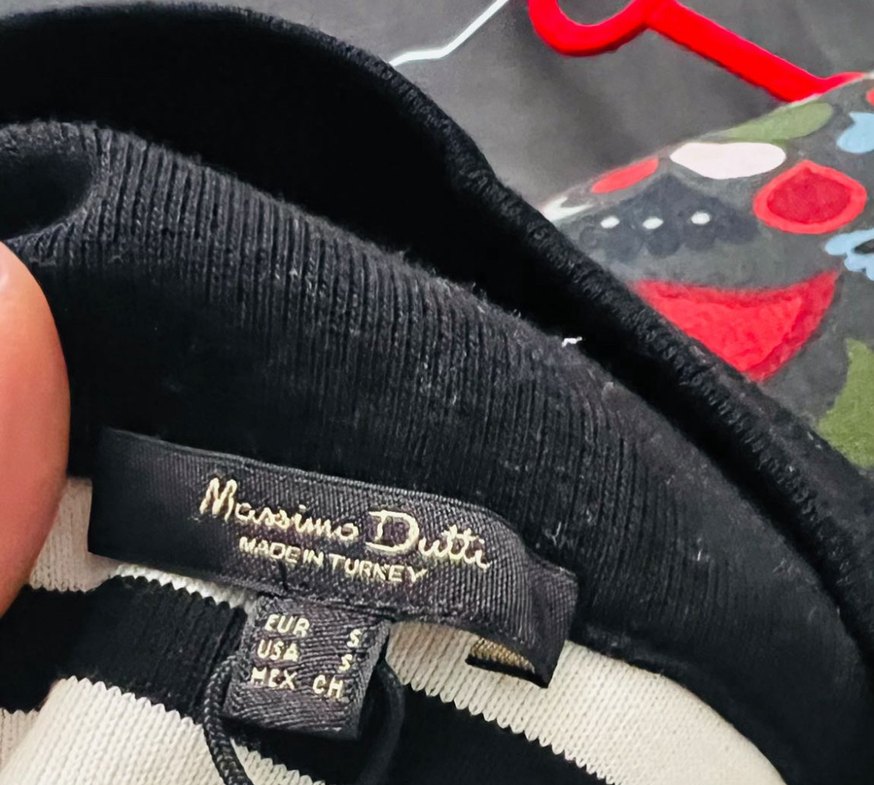 Massimo Dutti
MADE IN TURKEY
EUR S
USA S
MEX CH